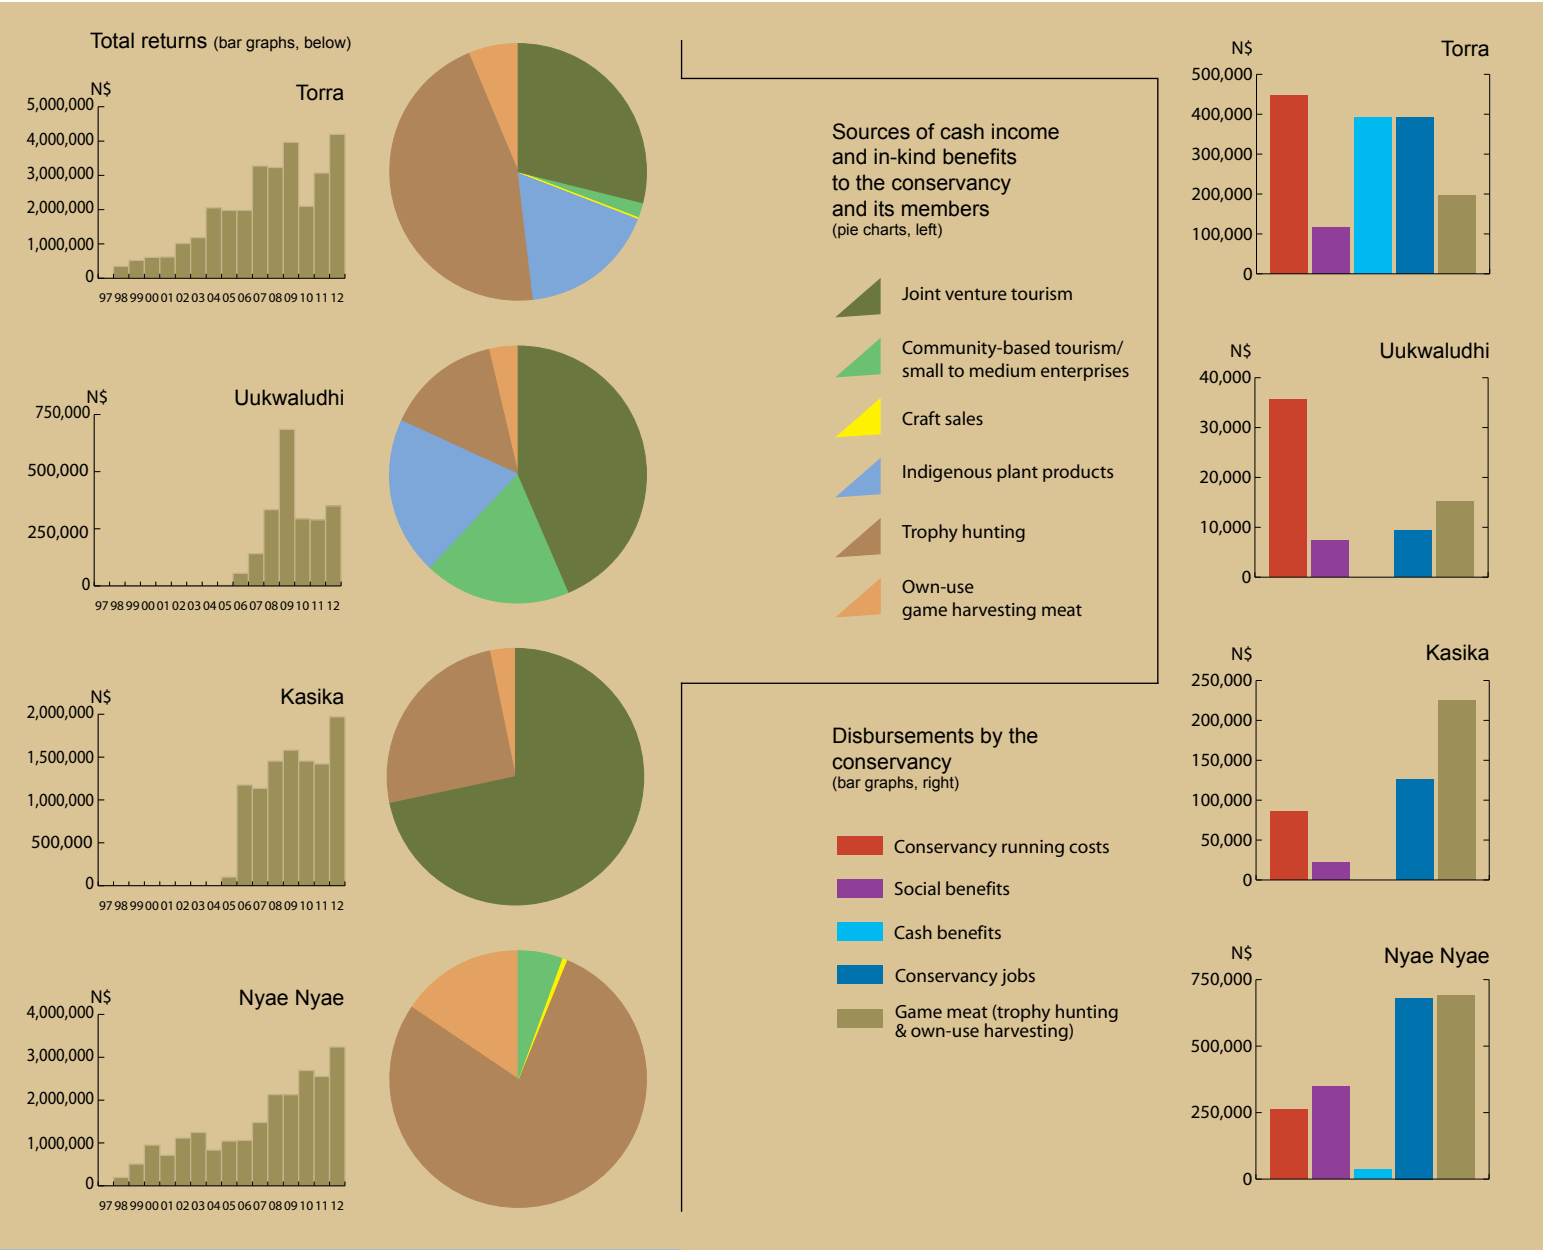 Total returns (bar graphs, below)
N$
Torra
5,000,000
4,000,000
3,000,000
2,000,000
1,000,000
0
97 98 99 00 01 02 03 04 05 06 07 08 09 10 11 12
N$
Uukwaludhi
750,000
500,000
250,000
0
97 98 99 00 01 02 03 04 05 06 07 08 09 10 11 12
N$
Kasika
2,000,000
1,500,000
1,000,000
500,000
0
97 98 99 00 01 02 03 04 05 06 07 08 09 10 11 12
N$
Nyae Nyae
4,000,000
3,000,000
2,000,000
1,000,000
0
97 98 99 00 01 02 03 04 05 06 07 08 09 10 11 12
Sources of cash income
and in-kind benefits
to the conservancy
and its members
(pie charts, left)
Joint venture tourism
Community-based tourism/
small to medium enterprises
Craft sales
Indigenous plant products
Trophy hunting
Own-use
game harvesting meat
Disbursements by the
conservancy
(bar graphs, right)
Conservancy running costs
Social benefits
Cash benefits
Conservancy jobs
Game meat (trophy hunting
& own-use harvesting)
N$
Torra
500,000
400,000
300,000
200,000
100,000
0
N$
Uukwaludhi
40,000
30,000
20,000
10,000
0
N$
Kasika
250,000
200,000
150,000
100,000
50,000
0
N$
Nyae Nyae
750,000
500,000
250,000
0